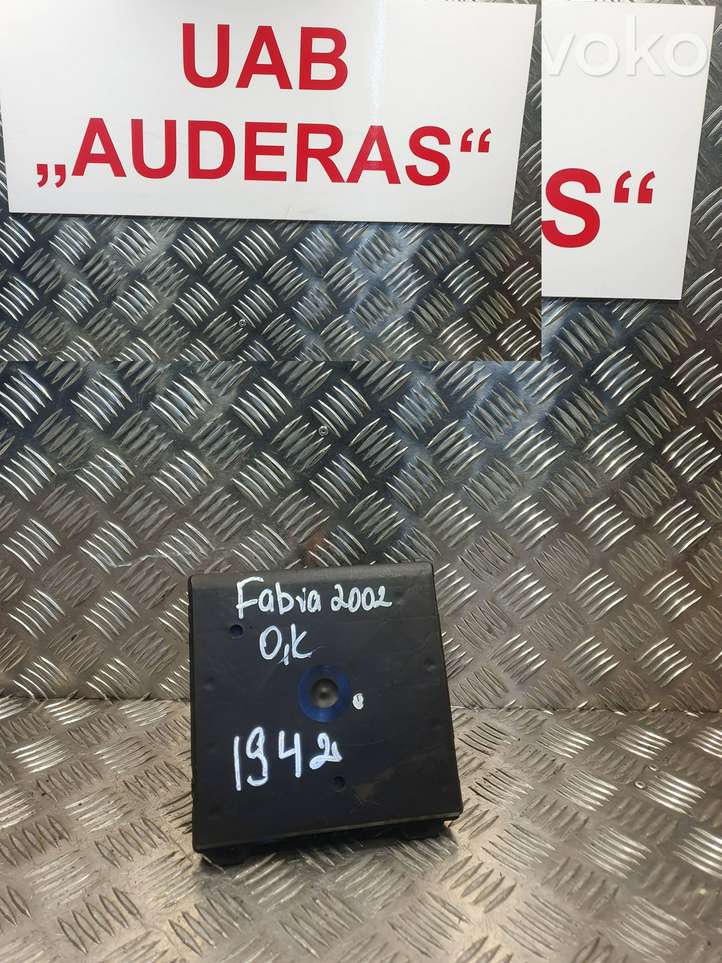 UAB
„AUDERAS“
voko
S“
Fabia 2002
O,K
1942